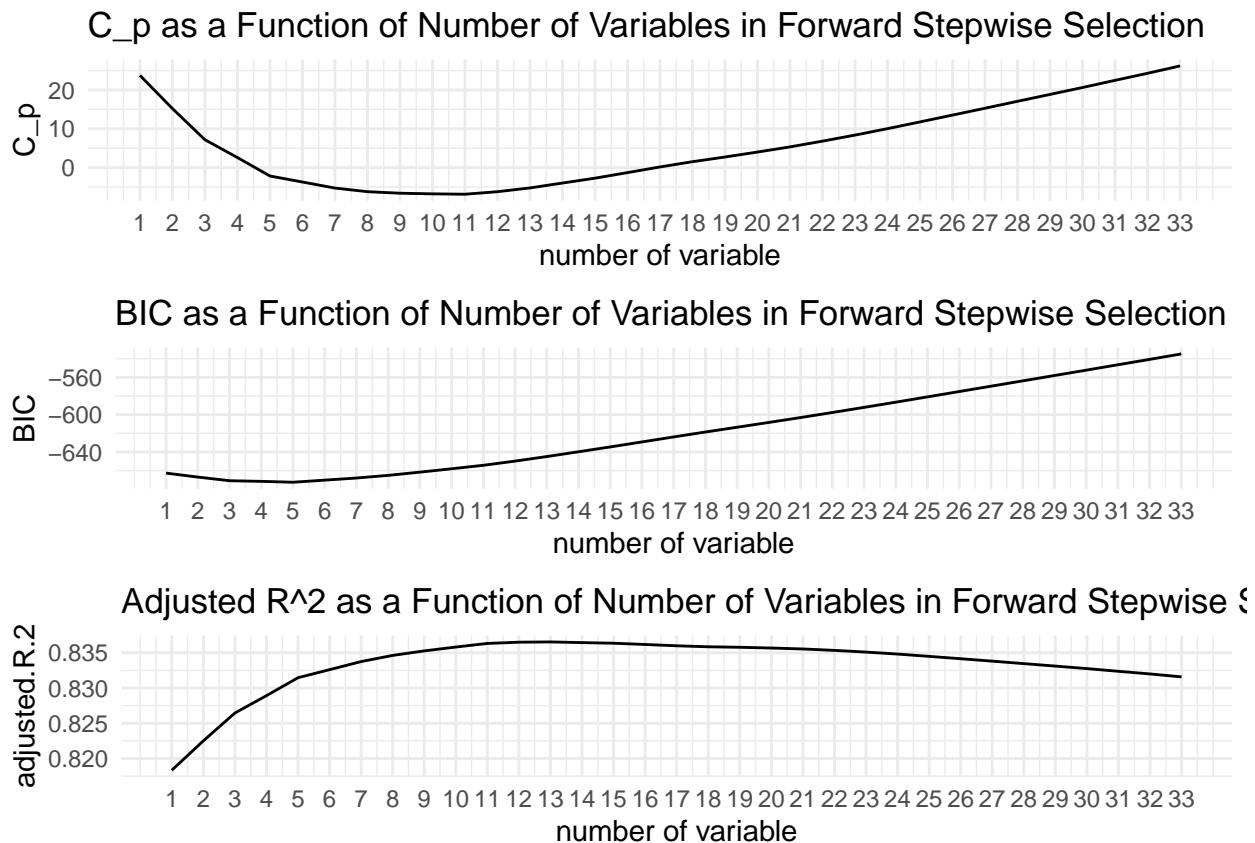 C_p as a Function of Number of Variables in Forward Stepwise Selection
20
10
0
C_p
1 2 3 4 5 6 7 8 9 10 11 12 13 14 15 16 17 18 19 20 21 22 23 24 25 26 27 28 29 30 31 32 33
number of variable
BIC as a Function of Number of Variables in Forward Stepwise Selection
−560
−600
−640
BIC
1 2 3 4 5 6 7 8 9 10 11 12 13 14 15 16 17 18 19 20 21 22 23 24 25 26 27 28 29 30 31 32 33
number of variable
Adjusted R^2 as a Function of Number of Variables in Forward Stepwise S
0.835
0.830
0.825
0.820
adjusted.R.2
1 2 3 4 5 6 7 8 9 10 11 12 13 14 15 16 17 18 19 20 21 22 23 24 25 26 27 28 29 30 31 32 33
number of variable